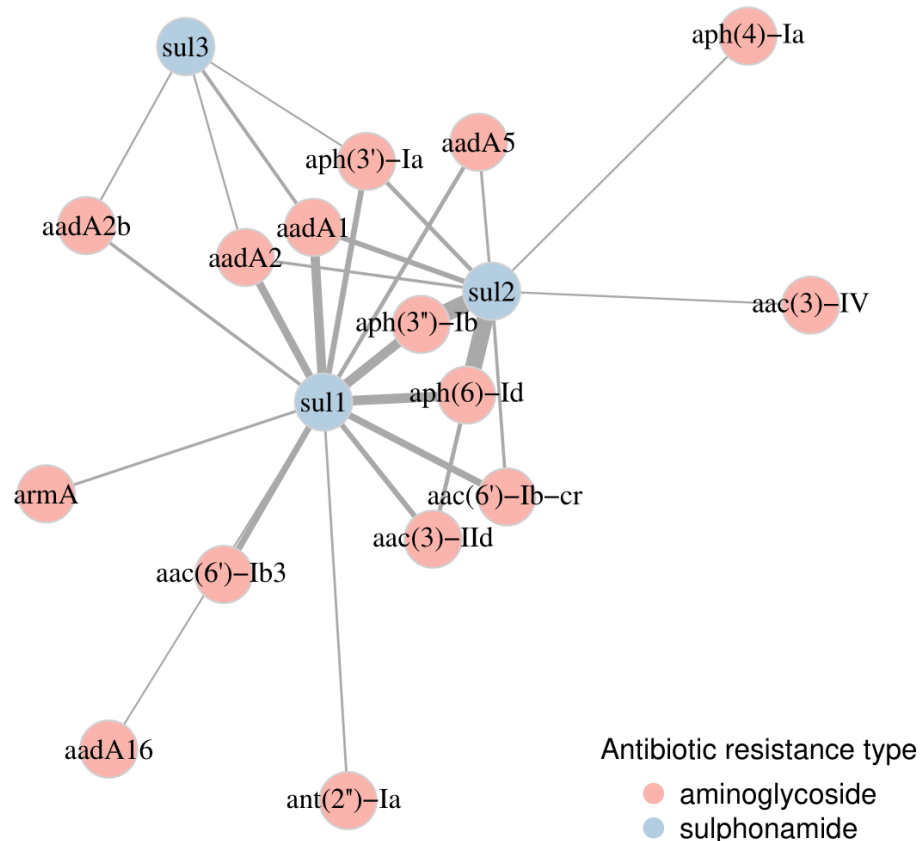 aph(4)−Ia
sul3
aadA5
aph(3')−Ia
aadA2b
aadA1
aadA2
sul2
aac(3)−IV
aph(3")−Ib
aph(6)−Id
sul1
armA
aac(6')−Ib−cr
aac(3)−IId
aac(6')−Ib3
aadA16
ant(2")−Ia
Antibiotic resistance type
aminoglycoside
sulphonamide